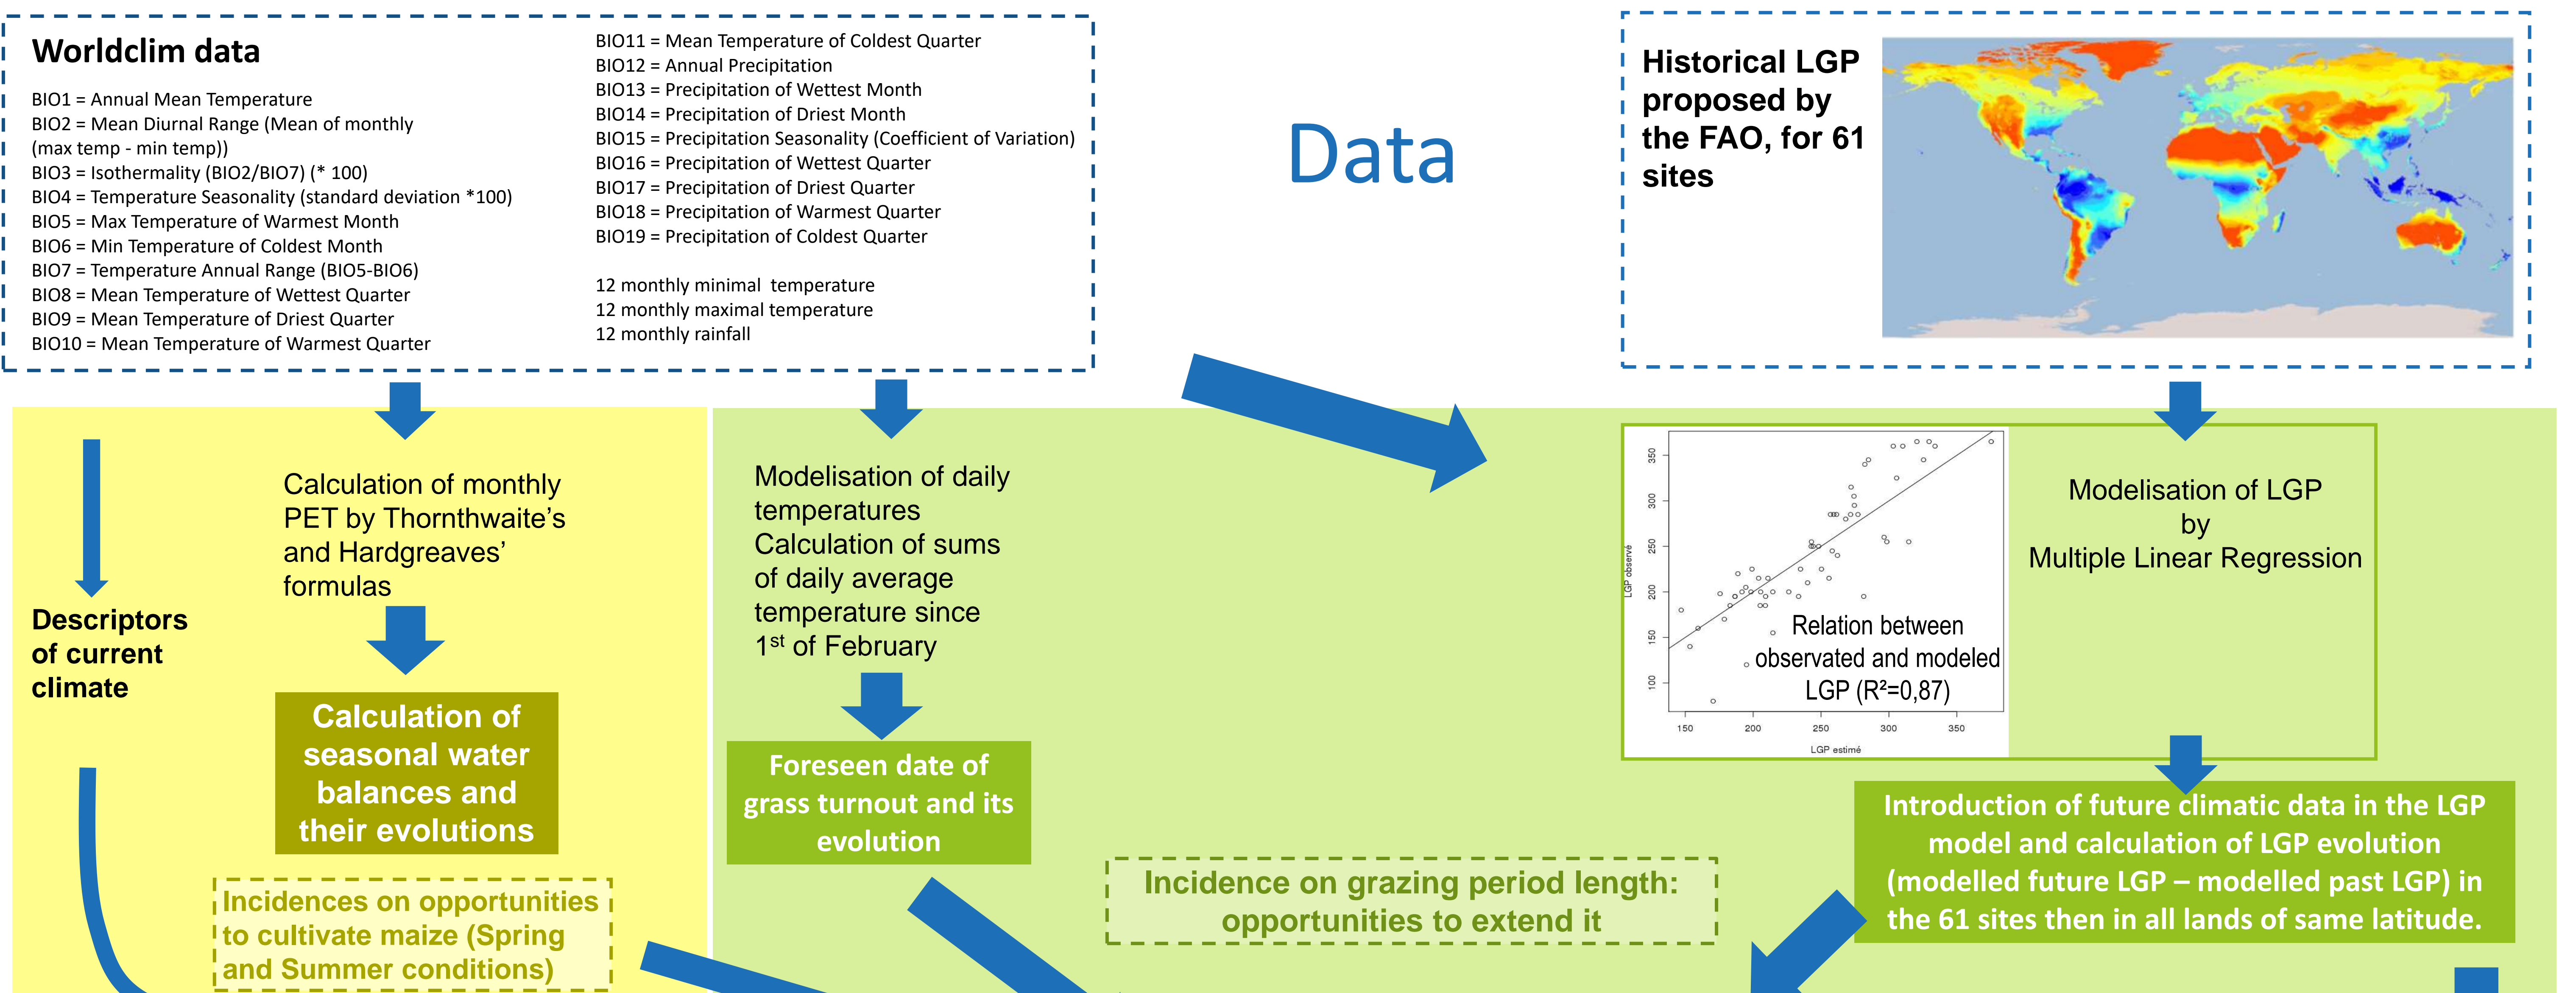 Worldclim data
BIO1 = Annual Mean Temperature
BIO2 = Mean Diurnal Range (Mean of monthly
(max temp - min temp))
BIO3 = Isothermality (BIO2/BIO7) (* 100)
BIO4 = Temperature Seasonality (standard deviation *100)
BIO5 = Max Temperature of Warmest Month
BIO6 = Min Temperature of Coldest Month
BIO7 = Temperature Annual Range (BIO5-BIO6)
BIO8 = Mean Temperature of Wettest Quarter
BIO9 = Mean Temperature of Driest Quarter
BIO10 = Mean Temperature of Warmest Quarter
BIO11 = Mean Temperature of Coldest Quarter
BIO12 = Annual Precipitation
BIO13 = Precipitation of Wettest Month
BIO14 = Precipitation of Driest Month
BIO15 = Precipitation Seasonality (Coefficient of Variation)
BIO16 = Precipitation of Wettest Quarter
BIO17 = Precipitation of Driest Quarter
BIO18 = Precipitation of Warmest Quarter
BIO19 = Precipitation of Coldest Quarter
12 monthly minimal temperature
12 monthly maximal temperature
12 monthly rainfall
Data
Historical LGP
proposed by
the FAO, for 61
sites
Descriptors
of current
climate
Calculation of monthly
PET by Thornthwaite's
and Hardgreaves'
formulas
Calculation of
seasonal water
balances and
their evolutions
Incidences on opportunities
to cultivate maize (Spring
and Summer conditions)
Modelisation of daily
temperatures
Calculation of sums
of daily average
temperature since
1st of February
Foreseen date of
grass turnout and its
evolution
Incidence on grazing period length:
opportunities to extend it
LGP observé
350
300
250
200
150
100
150 200 250 300 350
LGP estimé
Relation between
observated and modeled
LGP (R²=0,87)
Modelisation of LGP
by
Multiple Linear Regression
Introduction of future climatic data in the LGP
model and calculation of LGP evolution
(modelled future LGP – modelled past LGP) in
the 61 sites then in all lands of same latitude.